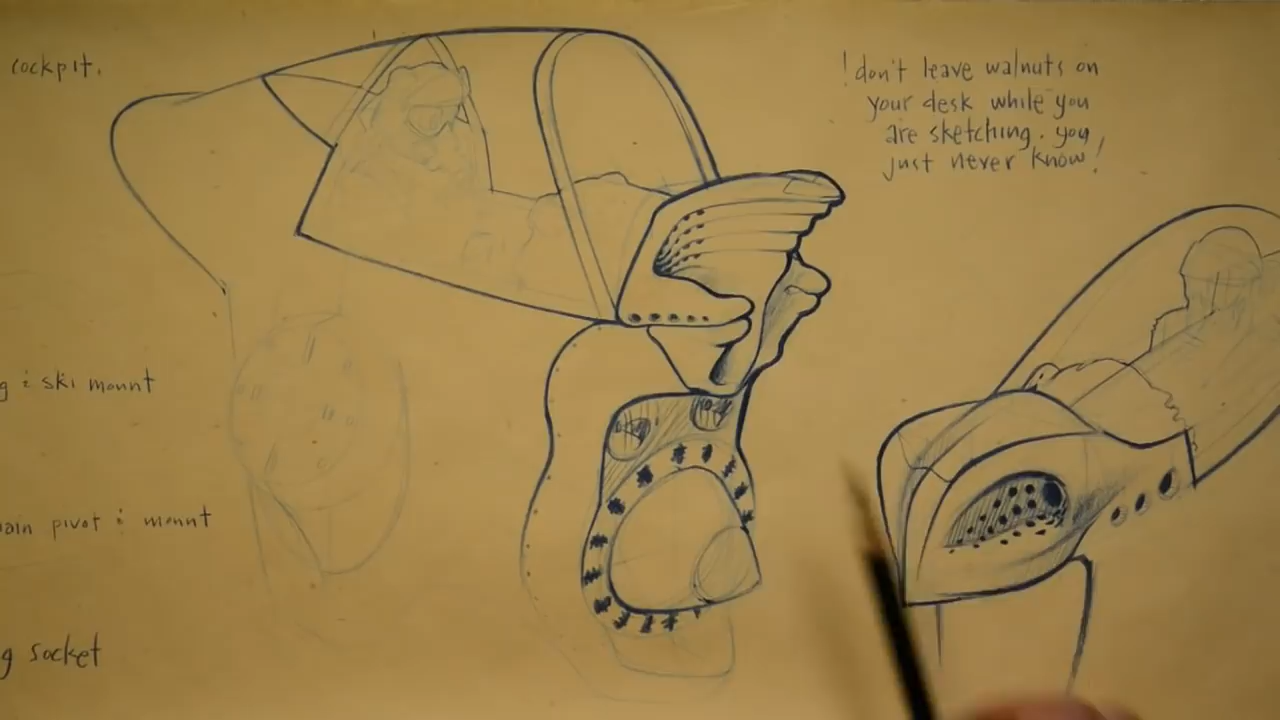 cockpit.
!don't leave walnuts on
your desk while you
are sketching. you
just never know!
g & ski mount
ain pivot & mount
g socket